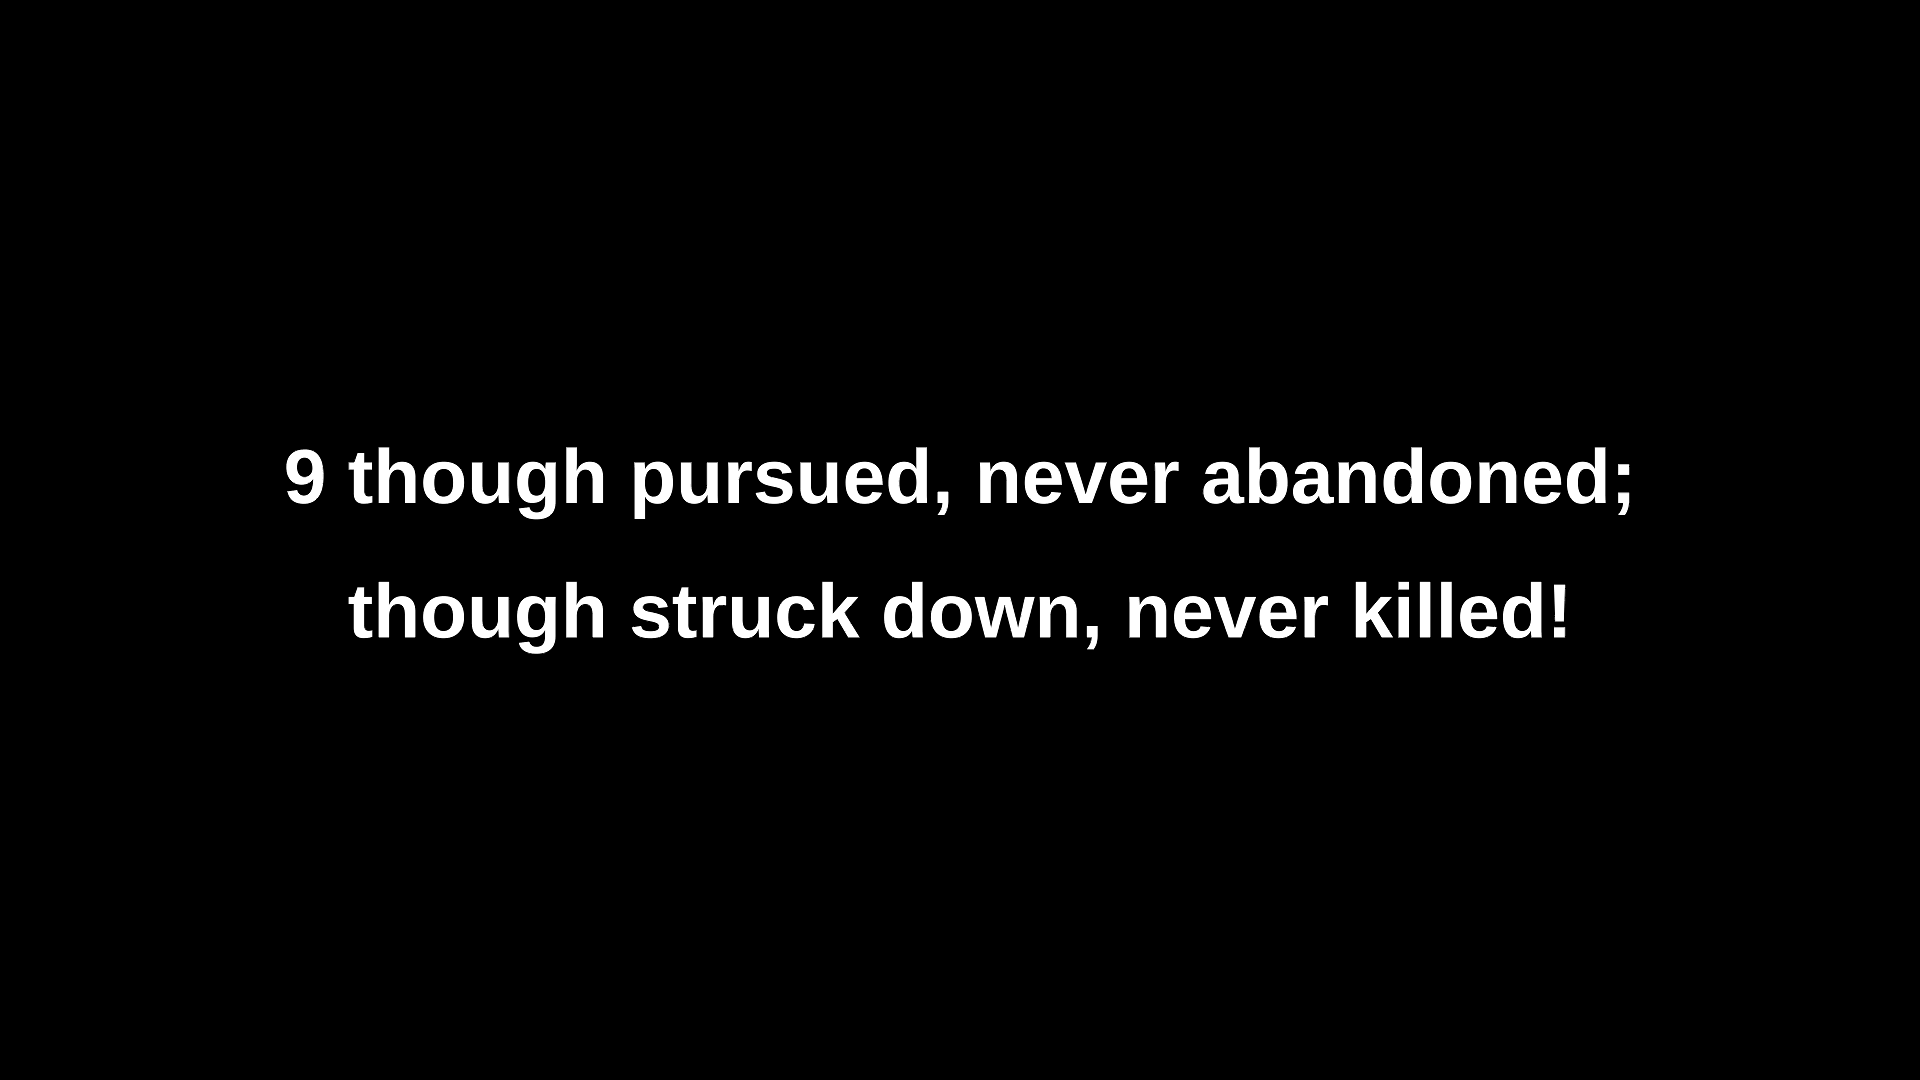 9 though pursued, never abandoned;
though struck down, never killed!